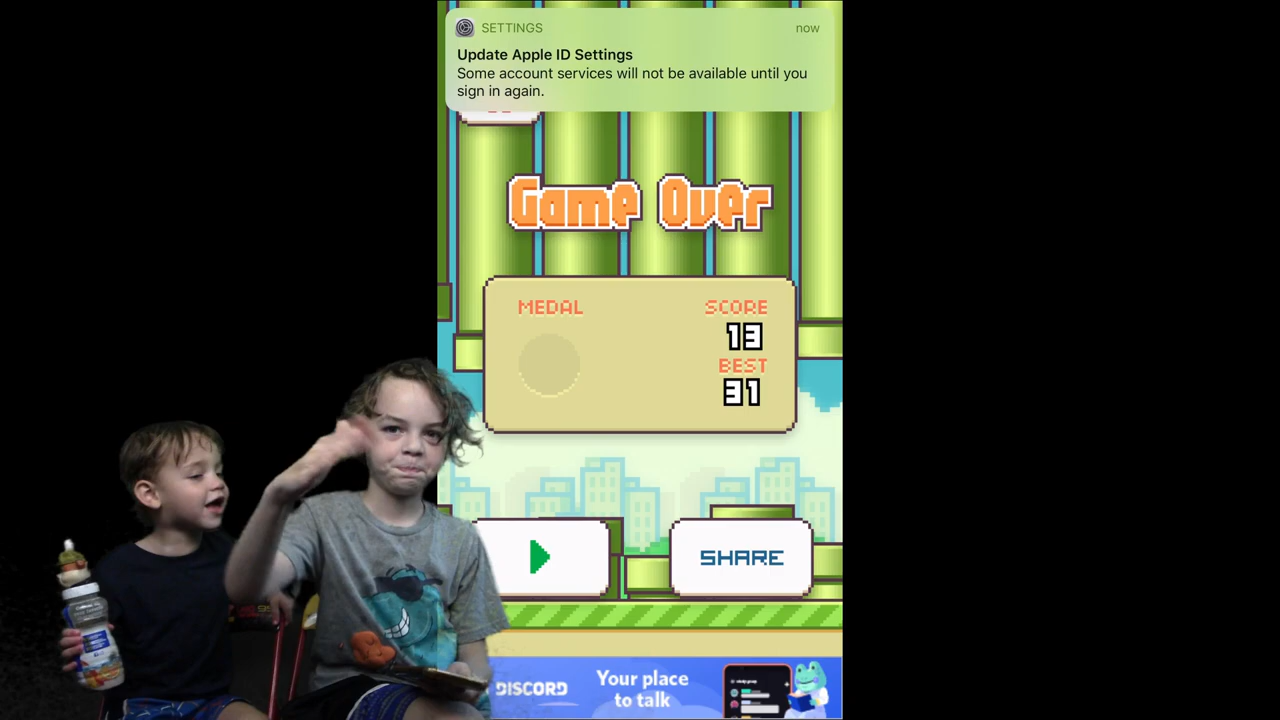 SETTINGS
now
Update Apple ID Settings
Some account services will not be available until you
sign in again.
Game Over
MEDAL
SCORE
13
BEST
31
SHARE
DISCORD
Your place
to talk